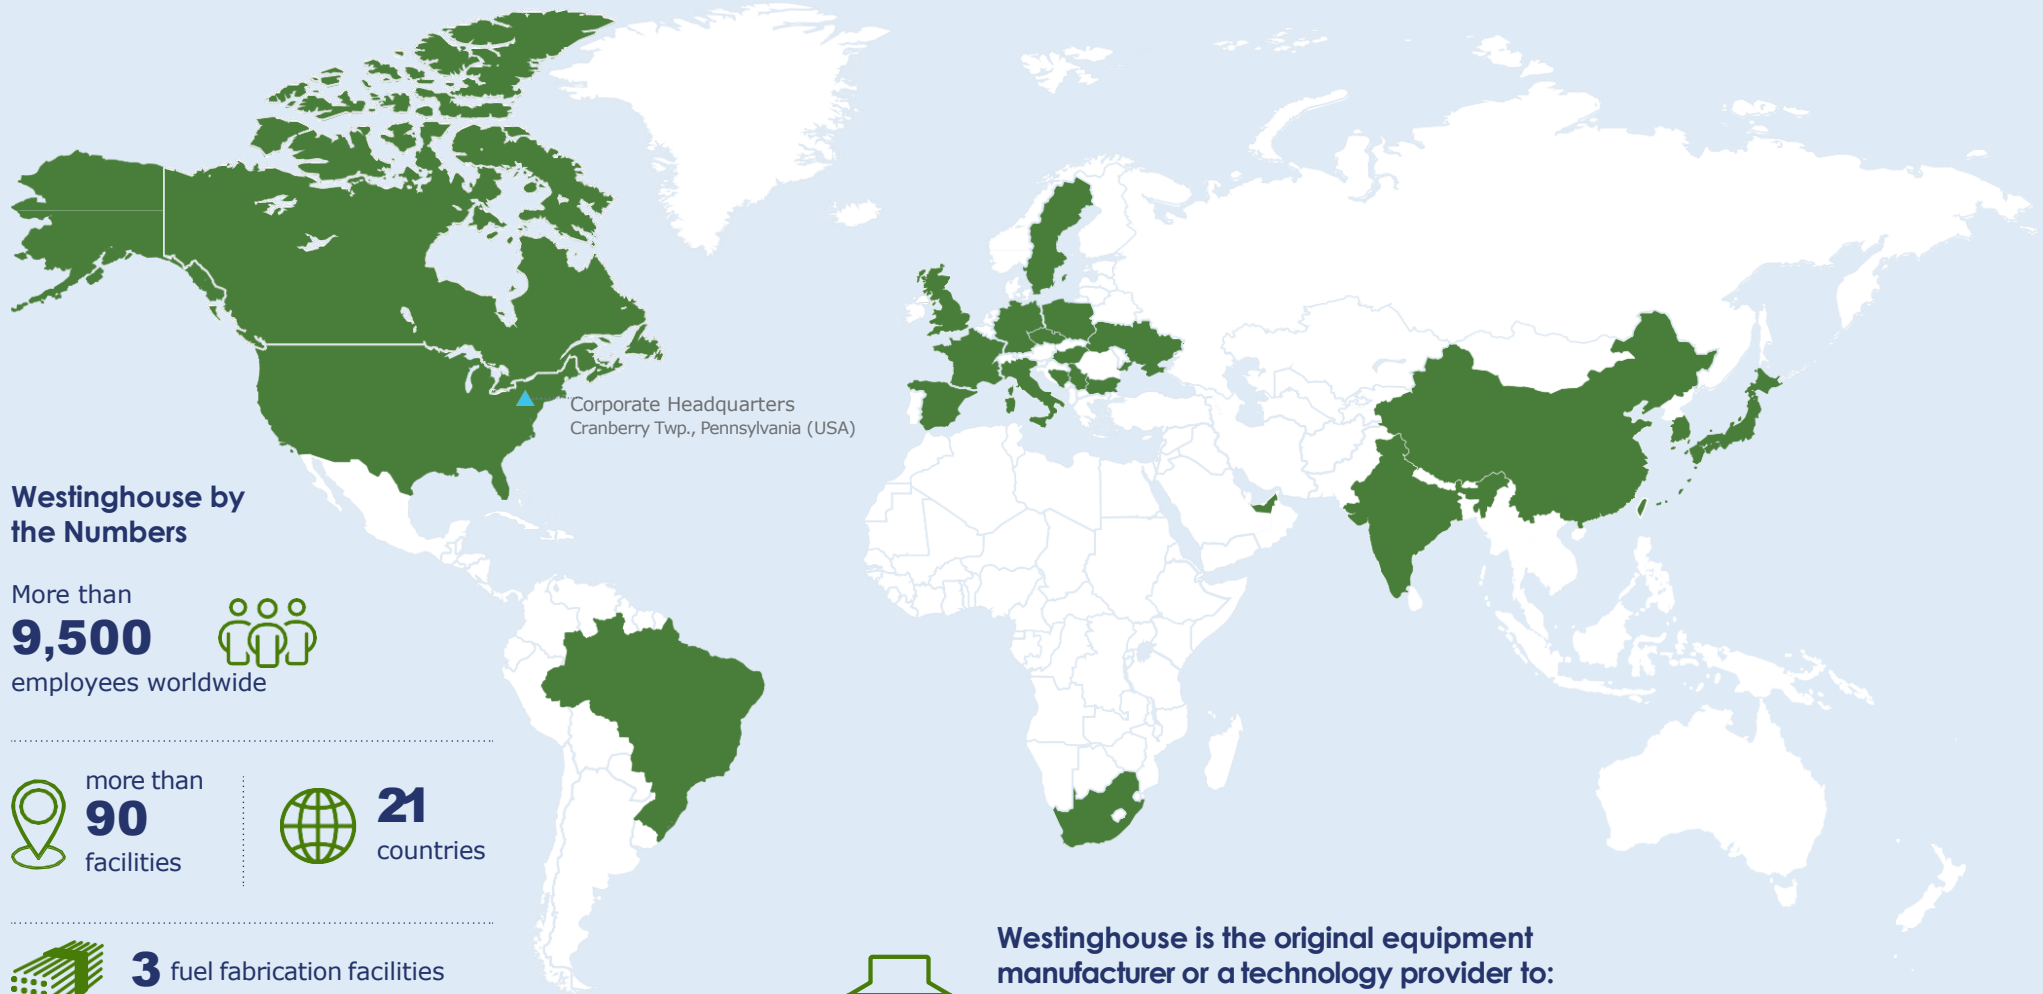 Corporate Headquarters
Cranberry Twp., Pennsylvania (USA)
Westinghouse by
the Numbers
More than
9,500
employees worldwide
more than
90
facilities
21
countries
3 fuel fabrication facilities
Westinghouse is the original equipment
manufacturer or a technology provider to: